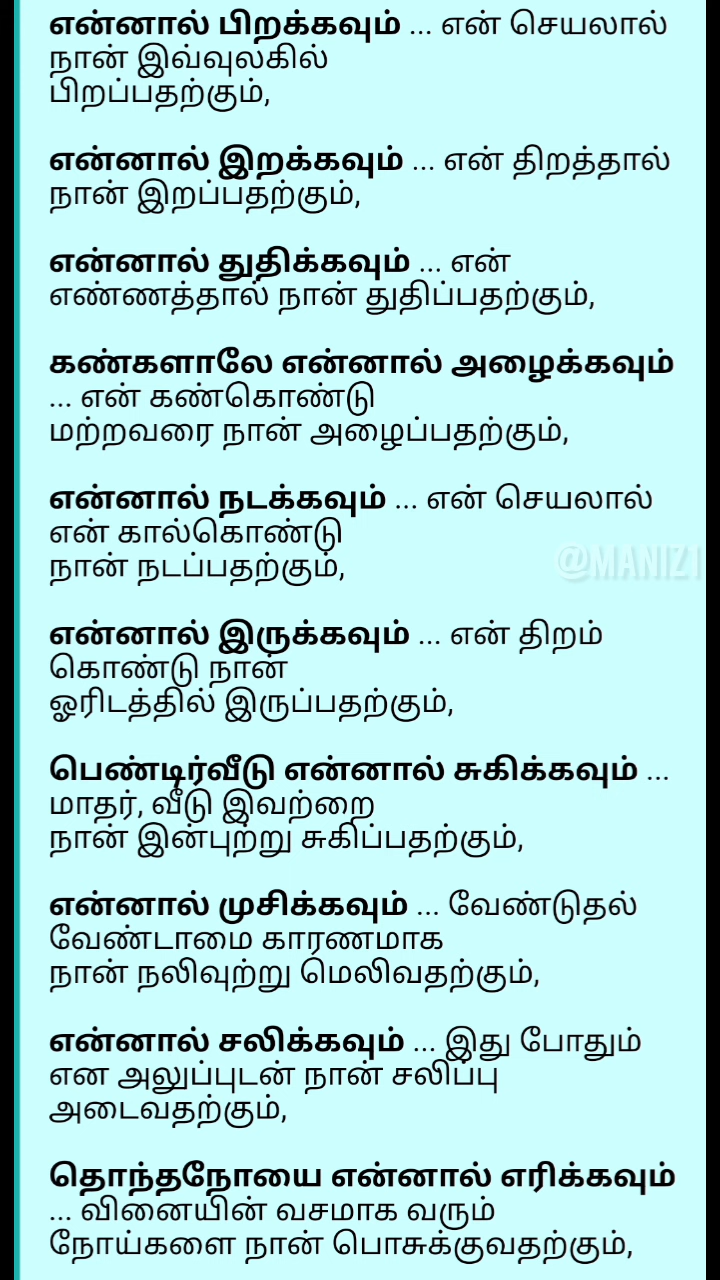 என்னால் பிறக்கவும் ... என் செயலால்
நான் இவ்வுலகில்
பிறப்பதற்கும்,
என்னால் இறக்கவும் ... என் திறத்தால்
நான் இறப்பதற்கும்,
என்னால் துதிக்கவும் ... என்
எண்ணத்தால் நான் துதிப்பதற்கும்,
கண்களாலே என்னால் அழைக்கவும்
... என் கண்கொண்டு
மற்றவரை நான் அழைப்பதற்கும்,
என்னால் நடக்கவும் ... என் செயலால்
என் கால்கொண்டு
நான் நடப்பதற்கும்,
@MANIZ1
என்னால் இருக்கவும் ... என் திறம்
கொண்டு நான்
ஓரிடத்தில் இருப்பதற்கும்,
பெண்டிர்வீடு என்னால் சுகிக்கவும் ...
மாதர், வீடு இவற்றை
நான் இன்புற்று சுகிப்பதற்கும்,
என்னால் முசிக்கவும் ... வேண்டுதல்
வேண்டாமை காரணமாக
நான் நலிவுற்று மெலிவதற்கும்,
என்னால் சலிக்கவும் ... இது போதும்
என அலுப்புடன் நான் சலிப்பு
அடைவதற்கும்,
தொந்தநோயை என்னால் எரிக்கவும்
... வினையின் வசமாக வரும்
நோய்களை நான் பொசுக்குவதற்கும்,